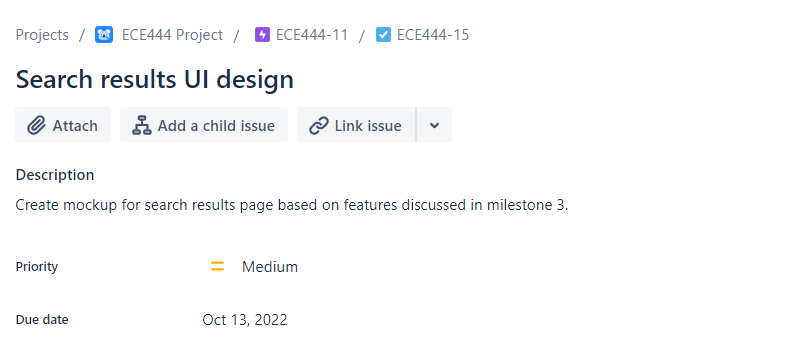 Projects / ECE444 Project / ECE444-11 / ECE444-15
Search results UI design
Attach Add a child issue Link issue
Description
Create mockup for search results page based on features discussed in milestone 3.
Priority Medium
Due date Oct 13, 2022